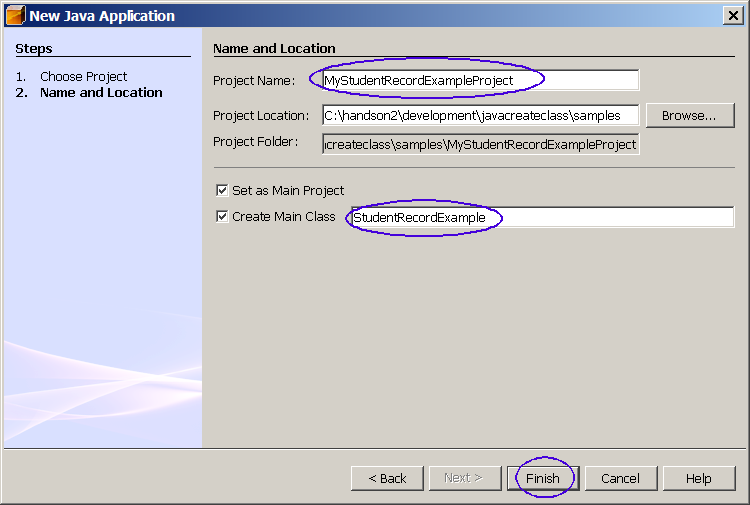 New Java Application
Steps
1. Choose Project
2. Name and Location
Name and Location
Project Name: MyStudentRecordExampleProject
Project Location: C:\handson2\development\javacreateclass\samples Browse...
Project Folder: createclass\samples\MyStudentRecordExampleProject
Set as Main Project
Create Main Class StudentRecordExample
< Back Next > Finish Cancel Help